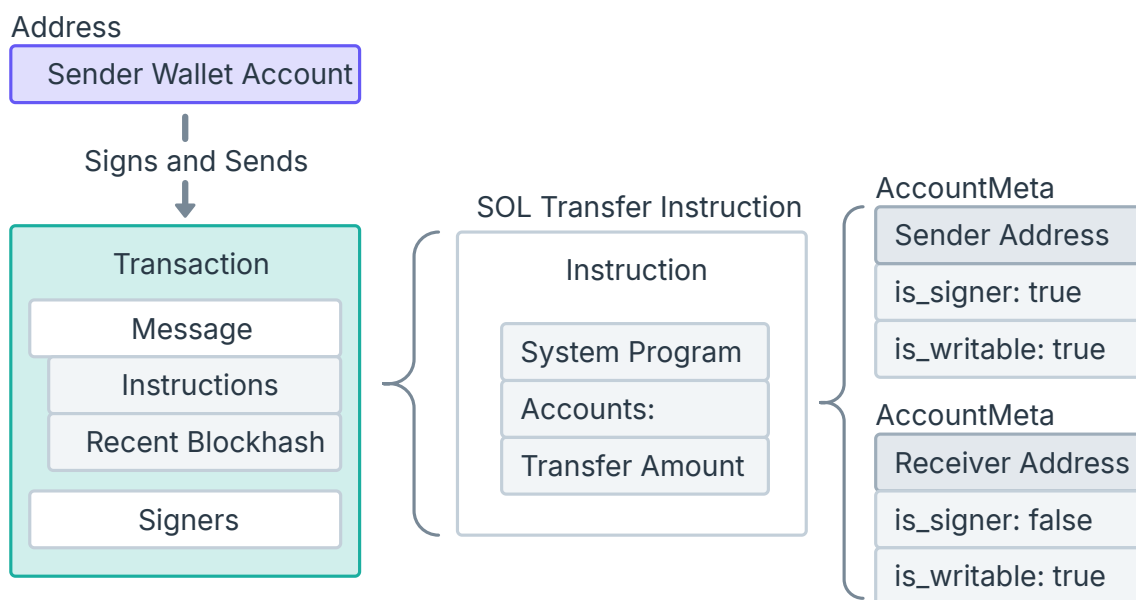 Address
Sender Wallet Account
Signs and Sends
Transaction
Message
Instructions
Recent Blockhash
Signers
SOL Transfer Instruction
Instruction
System Program
Accounts:
Transfer Amount
AccountMeta
Sender Address
is_signer: true
is_writable: true
AccountMeta
Receiver Address
is_signer: false
is_writable: true